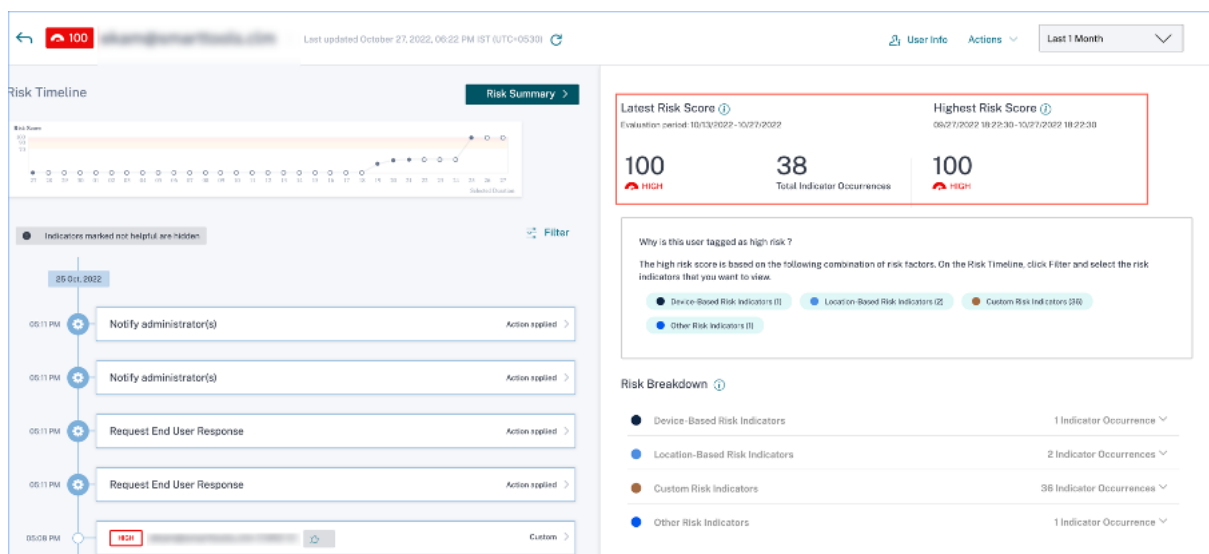 100
Last updated October 27, 2022, 06:22 PM IST (UTC+0530)
User Info
Actions
Last 1 Month
Risk Timeline
Risk Summary >
Risk Score
100
Selected Duration
Indicators marked not helpful are hidden
Filter
25 Oct, 2022
05:11 PM
Notify administrator(s)
Action applied
05:11 PM
Notify administrator(s)
Action applied
05:11 PM
Request End User Response
Action applied
05:11 PM
Request End User Response
Action applied
05:08 PM
HIGH
Custom
Latest Risk Score
Evaluation period: 10/13/2022-10/27/2022
100
HIGH
38
Total Indicator Occurrences
Highest Risk Score
09/27/2022 18:22:30-10/27/2022 18:22:30
100
HIGH
Why is this user tagged as high risk ?
The high risk score is based on the following combination of risk factors. On the Risk Timeline, click Filter and select the risk
indicators that you want to view.
Device-Based Risk Indicators (1)
Location-Based Risk Indicators (2)
Custom Risk Indicators (36)
Other Risk Indicators (1)
Risk Breakdown
Device-Based Risk Indicators
1 Indicator Occurrence
Location-Based Risk Indicators
2 Indicator Occurrences
Custom Risk Indicators
36 Indicator Occurrences
Other Risk Indicators
1 Indicator Occurrence